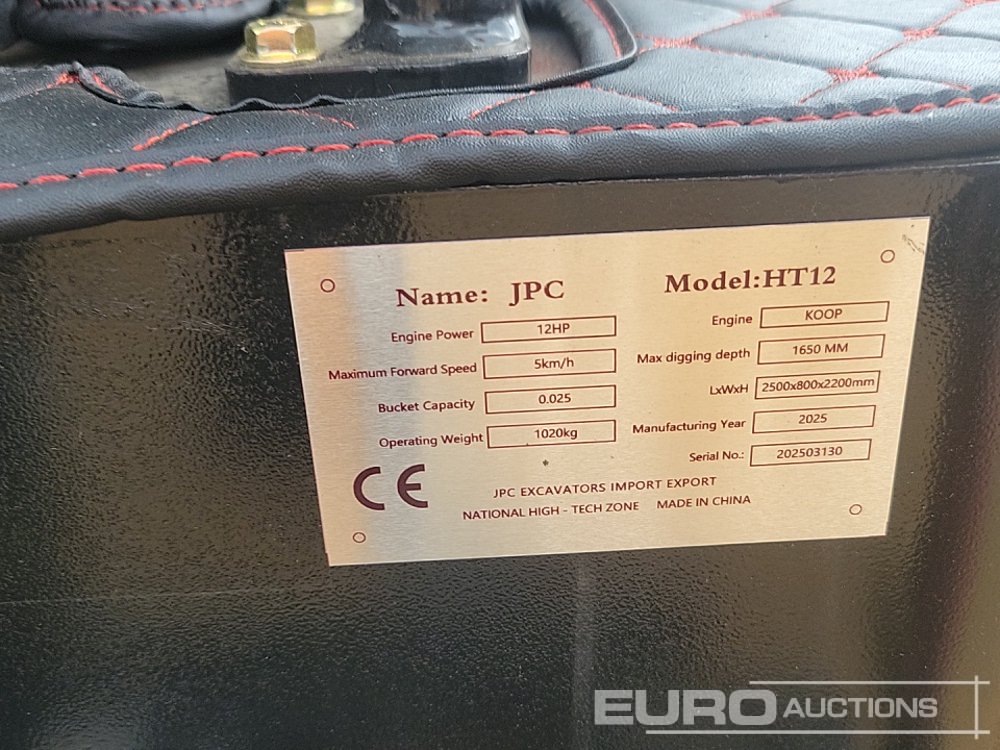 Name: JPC Model:HT12
Engine Power 12HP Engine KOOP
Maximum Forward Speed 5km/h Max digging depth 1650 MM
Bucket Capacity 0.025 LxWxH 2500x800x2200mm
Operating Weight 1020kg Manufacturing Year 2025
Serial No.: 202503130
CE
JPC EXCAVATORS IMPORT EXPORT
NATIONAL HIGH - TECH ZONE MADE IN CHINA
EURO AUCTIONS